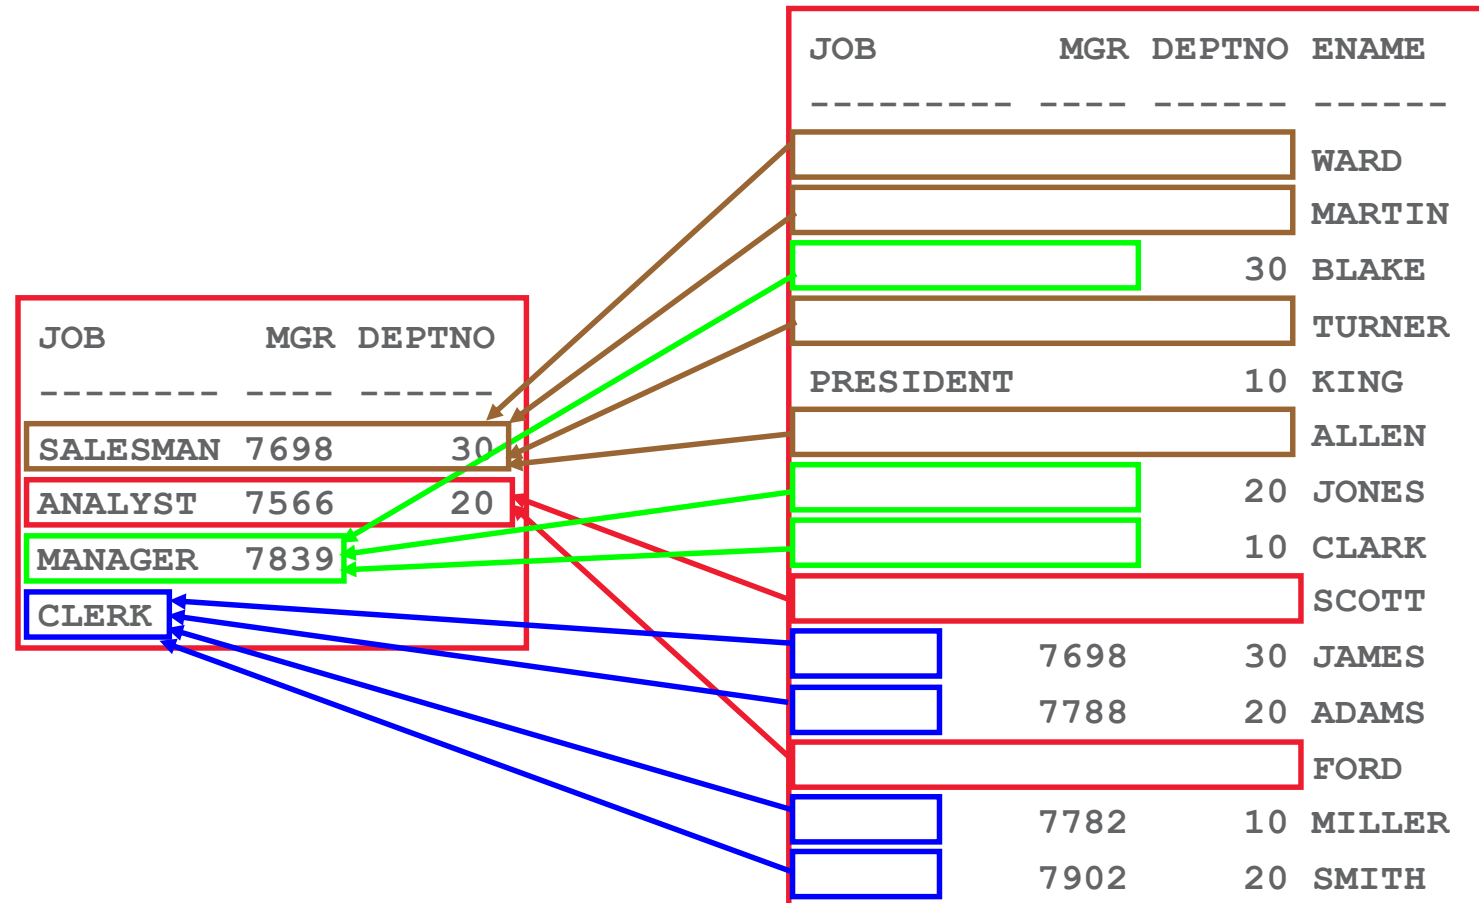 JOB MGR DEPTNO
-------- ---- ------
SALESMAN 7698 30
ANALYST 7566 20
MANAGER 7839
CLERK
JOB MGR DEPTNO ENAME
--------- ---- ------ ------
WARD
MARTIN
30 BLAKE
TURNER
PRESIDENT 10 KING
ALLEN
20 JONES
10 CLARK
SCOTT
7698 30 JAMES
7788 20 ADAMS
FORD
7782 10 MILLER
7902 20 SMITH